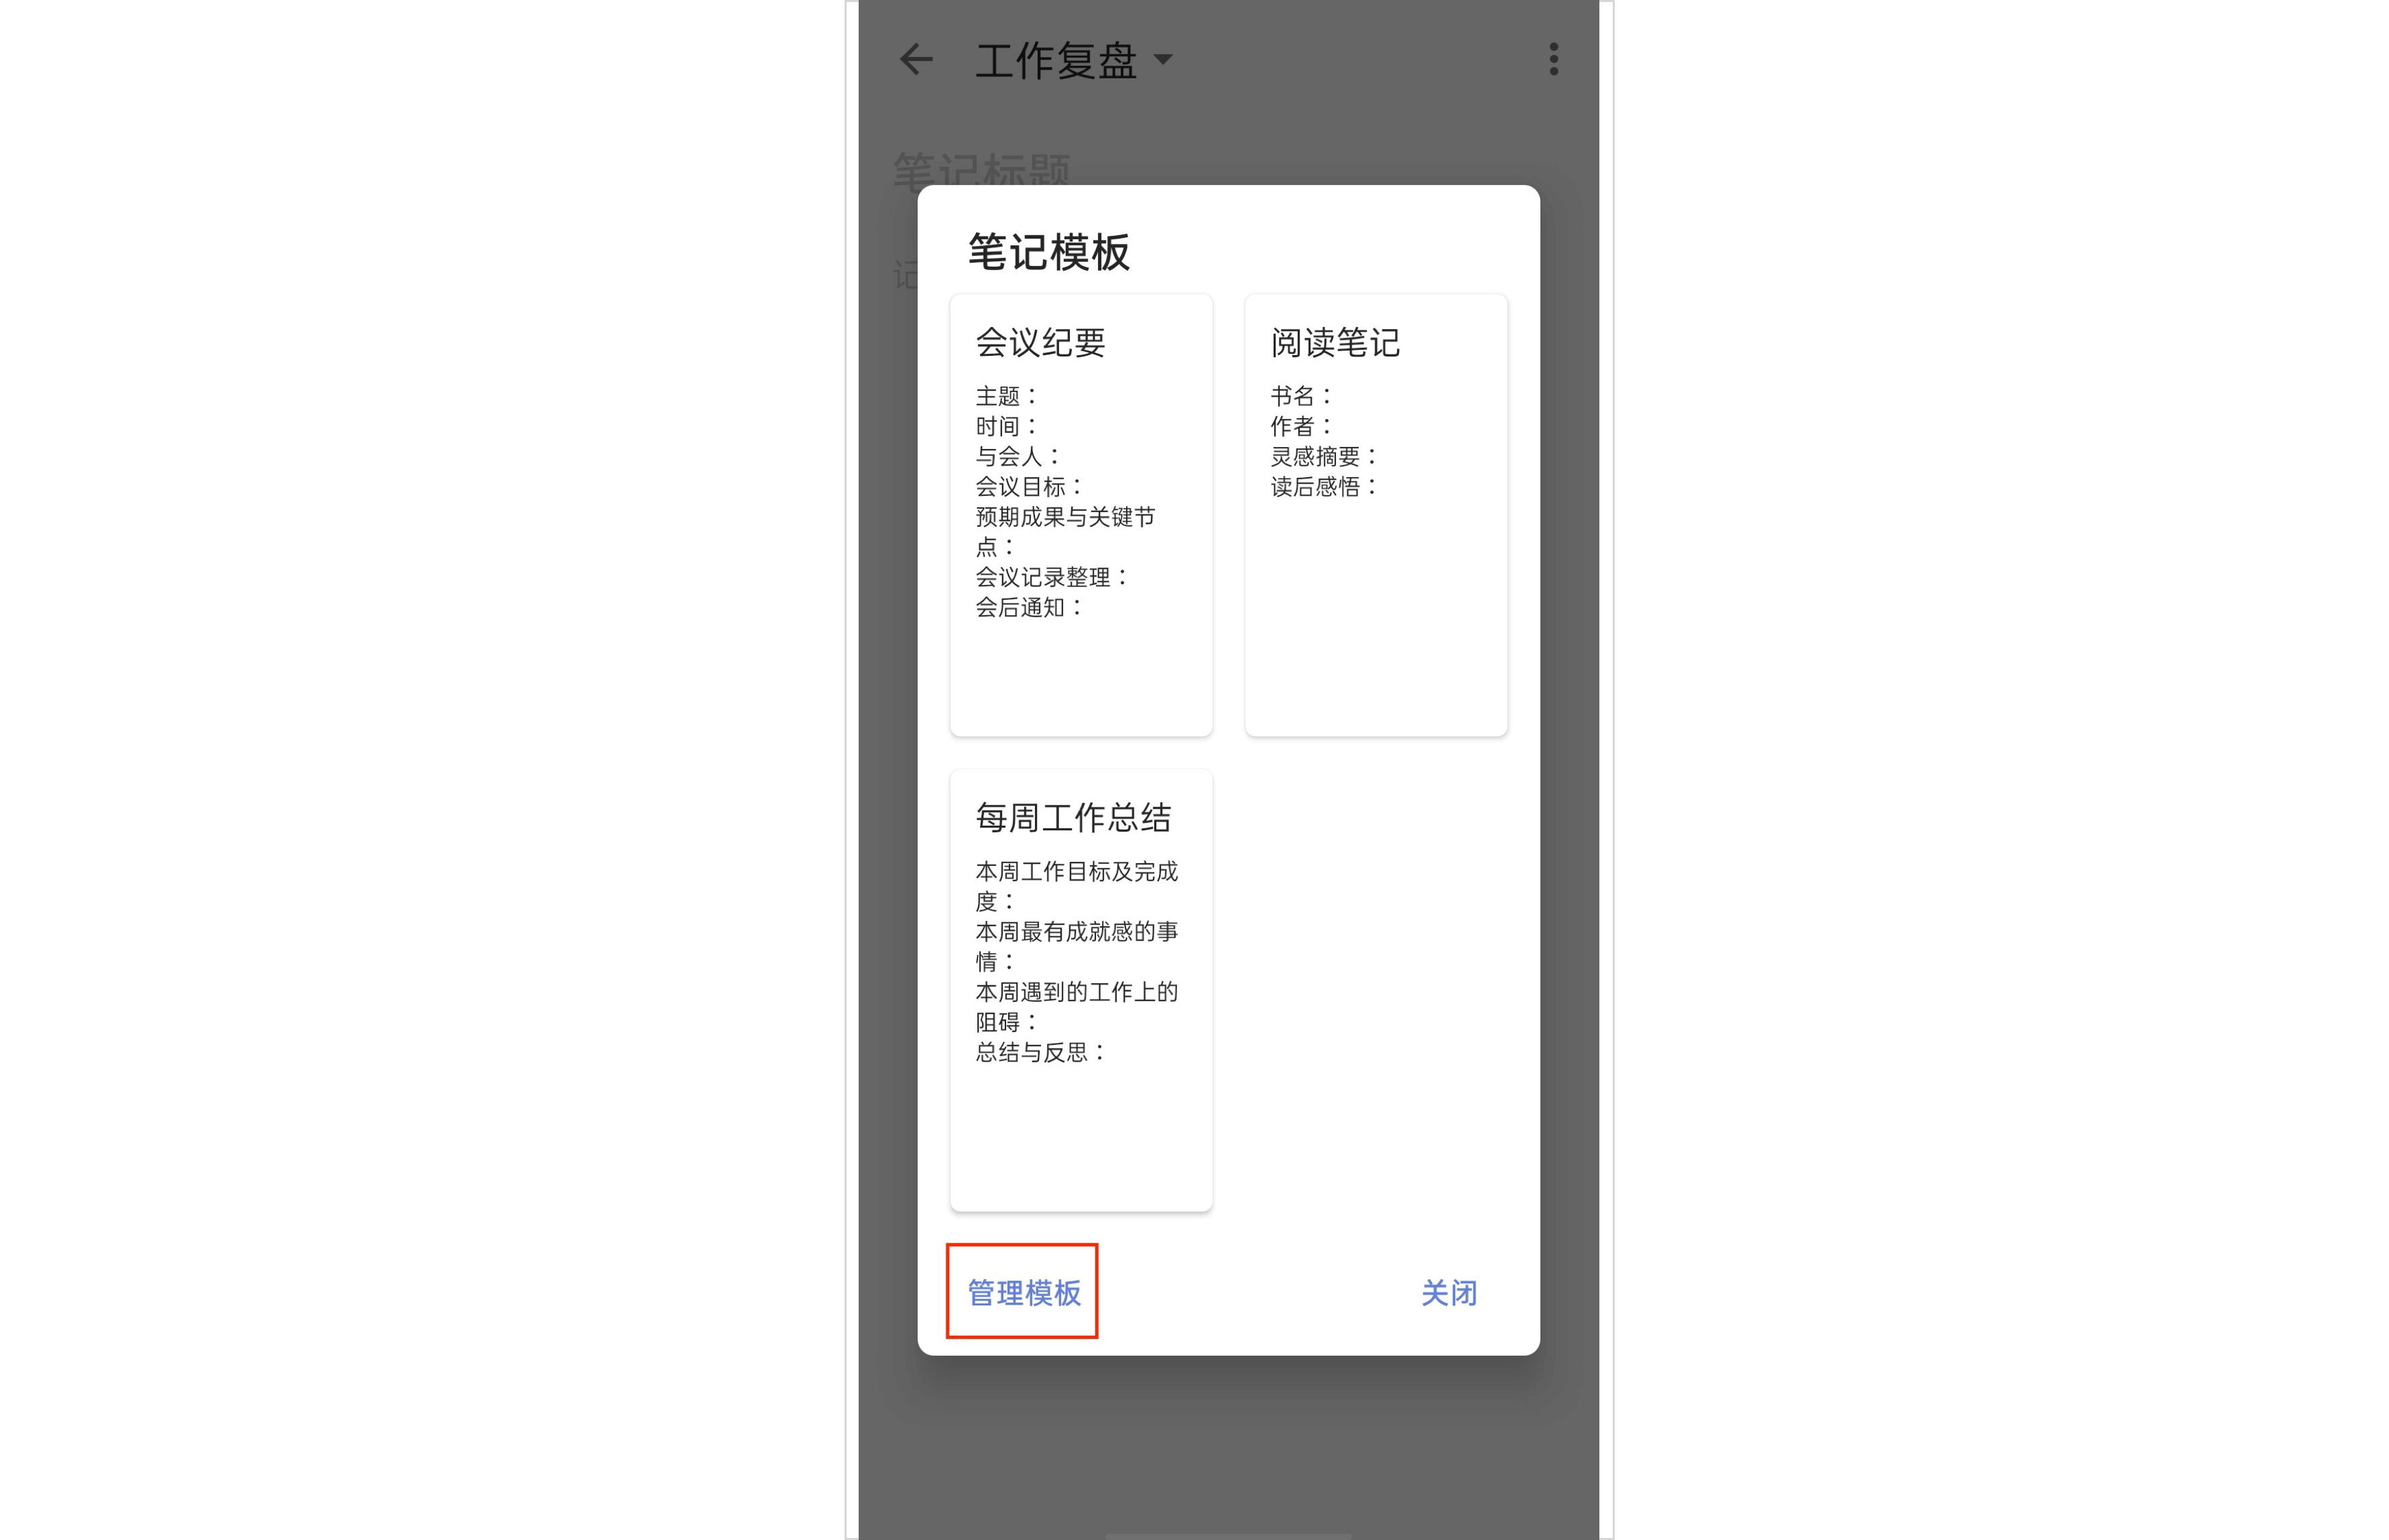 工作复盘
笔记标题
记
笔记模板
会议纪要
主题：
时间：
与会人：
会议目标：
预期成果与关键节
点：
会议记录整理：
会后通知：
阅读笔记
书名：
作者：
灵感摘要：
读后感悟：
每周工作总结
本周工作目标及完成
度：
本周最有成就感的事
情：
本周遇到的工作上的
阻碍：
总结与反思：
管理模板
关闭